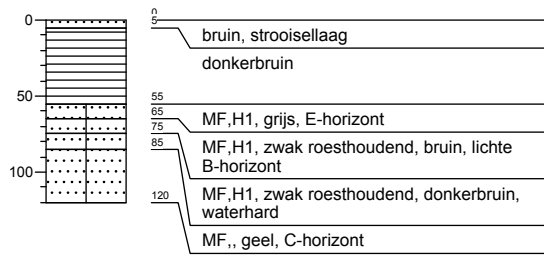 0
50
100
0
5
55
65
75
85
120
bruin, strooisellaag
donkerbruin
MF,H1, grijs, E-horizont
MF,H1, zwak roesthoudend, bruin, lichte
B-horizont
MF,H1, zwak roesthoudend, donkerbruin,
waterhard
MF,, geel, C-horizont